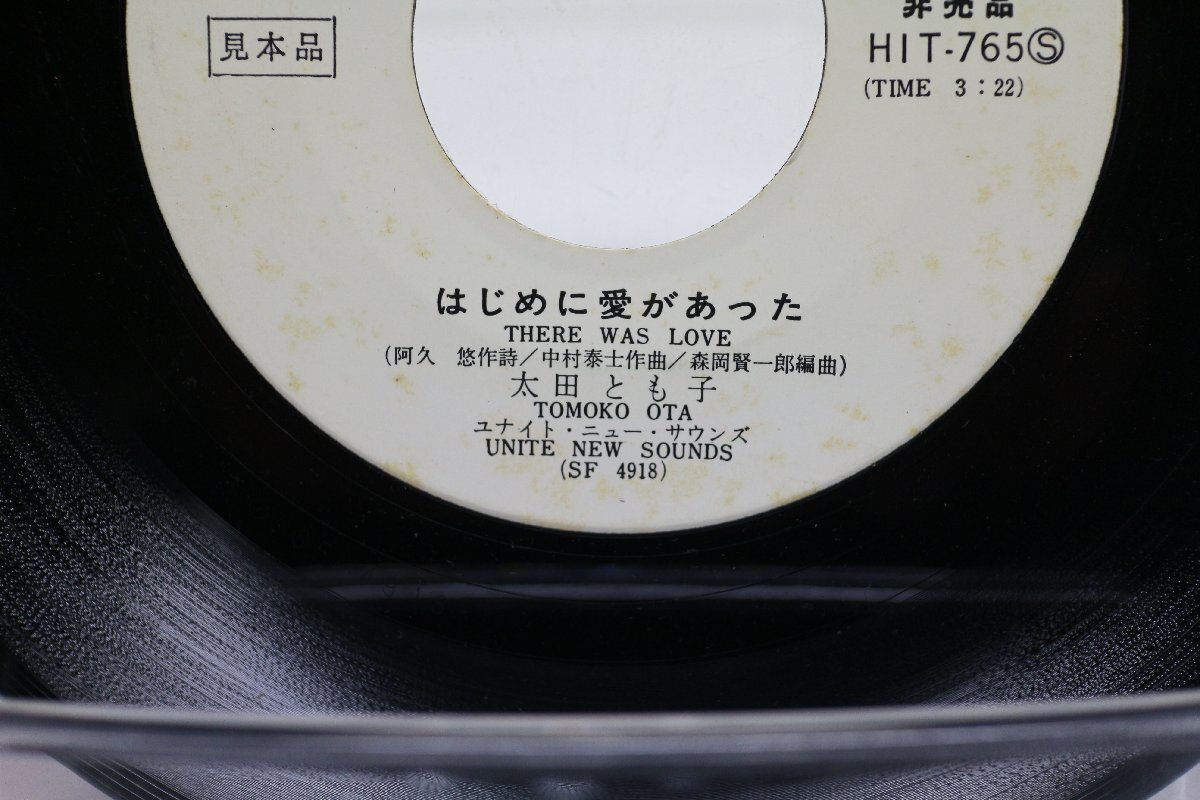 非売品
見本品
HIT-765Ⓢ
(TIME 3:22)
はじめに愛があった
THERE WAS LOVE
(阿久 悠作詩/中村泰士作曲/森岡賢一郎編曲)
太田とも子
TOMOKO OTA
ユナイト・ニュー・サウンズ
UNITE NEW SOUNDS
(SF 4918)